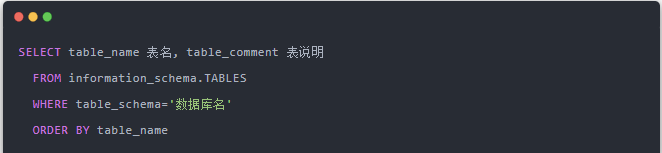 SELECT table_name 表名, table_comment 表说明
FROM information_schema.TABLES
WHERE table_schema='数据库名'
ORDER BY table_name